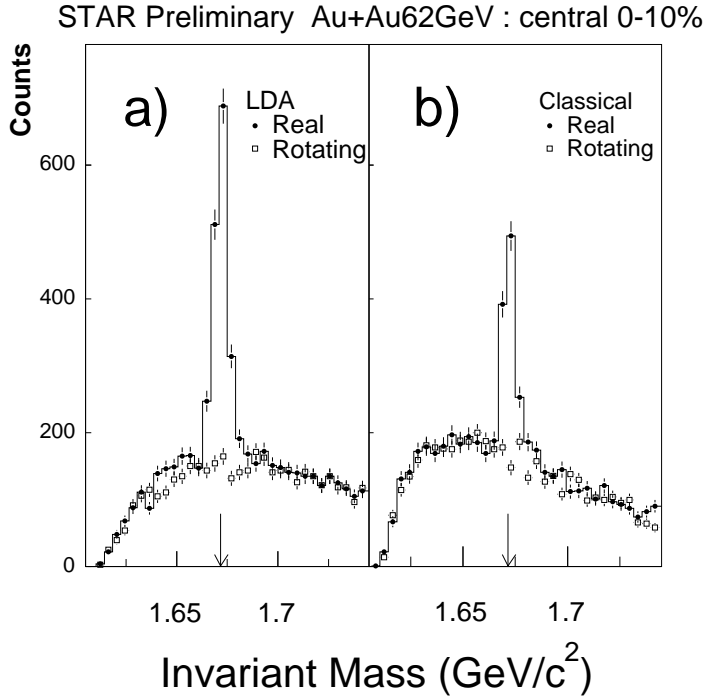 STAR Preliminary Au+Au62GeV : central 0-10%
Counts
a)
LDA
Real
Rotating
b)
Classical
Real
Rotating
600
400
200
0
1.65
1.7
1.65
1.7
Invariant Mass (GeV/c²)